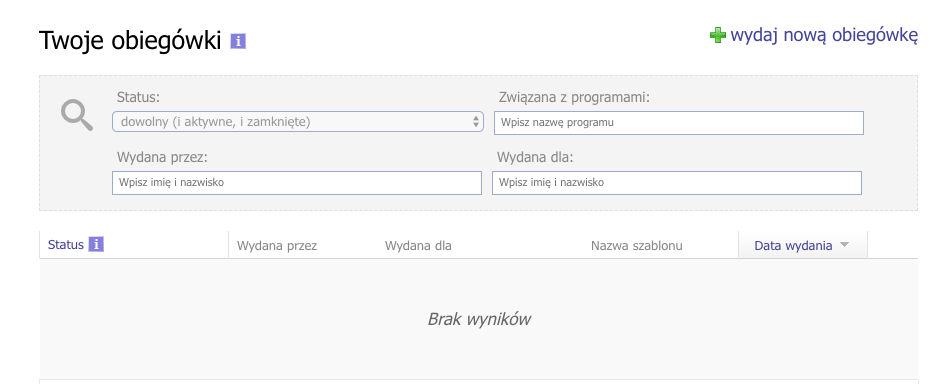 Twoje obiegówki i
wydaj nową obiegówkę
Status:
Związana z programami:
dowolny (i aktywne, i zamknięte)
Wpisz nazwę programu
Wydana przez:
Wydana dla:
Wpisz imię i nazwisko
Wpisz imię i nazwisko
Status i Wydana przez Wydana dla Nazwa szablonu Data wydania
Brak wyników